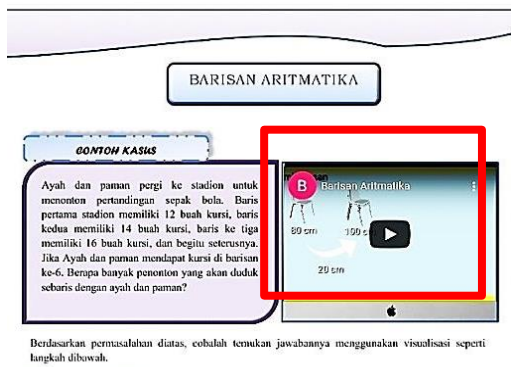 BARISAN ARITMATIKA
CONTOH KASUS
Ayah dan paman pergi ke stadion untuk
menonton pertandingan sepak bola. Baris
pertama stadion memiliki 12 buah kursi, baris
kedua memiliki 14 buah kursi, baris ke tiga
memiliki 16 buah kursi, dan begitu seterusnya.
Jika Ayah dan paman mendapat kursi di barisan
ke-6. Berapa banyak penonton yang akan duduk
sebaris dengan ayah dan paman?
B Barisan Aritmatika
80 cm
100 cm
20 cm
Berdasarkan permasalahan diatas, cobalah temukan jawabannya menggunakan visualisasi seperti
langkah dibawah.